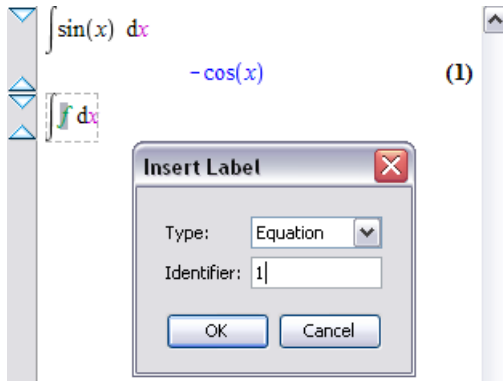 ∫sin(x) dx
-cos(x) (1)
∫f dx
Insert Label
Type: Equation
Identifier: 1
OK Cancel